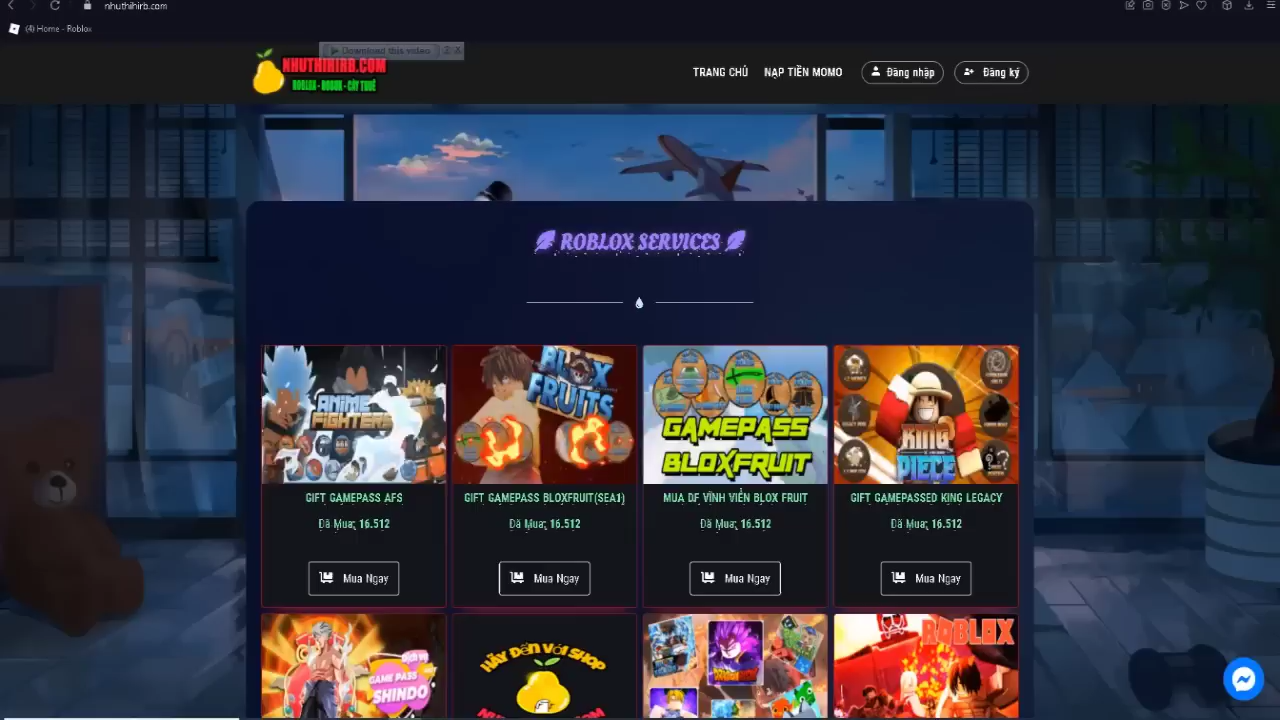 nhuthihirb.com
(4) Home - Roblox
Download this video
NHUTHIHIRB.COM
ROBLOX - ROBUX - CÀY THUÊ
TRANG CHỦ
NẠP TIỀN MOMO
Đăng nhập
Đăng ký
ROBLOX SERVICES
ANIME
FIGHTERS
BLOX
FRUITS
GAMEPASS
BLOXFRUIT
KING
PIECE
GIFT GAMEPASS AFS
GIFT GAMEPASS BLOXFRUIT(SEA1)
MUA DF VĨNH VIỄN BLOX FRUIT
GIFT GAMEPASSED KING LEGACY
Đã Mua: 16.512
Đã Mua: 16.512
Đã Mua: 16.512
Đã Mua: 16.512
Mua Ngay
Mua Ngay
Mua Ngay
Mua Ngay
Dịch vụ
GAME PASS
SHINDO
HÃY ĐẾN VỚI SHOP
ROBLOX